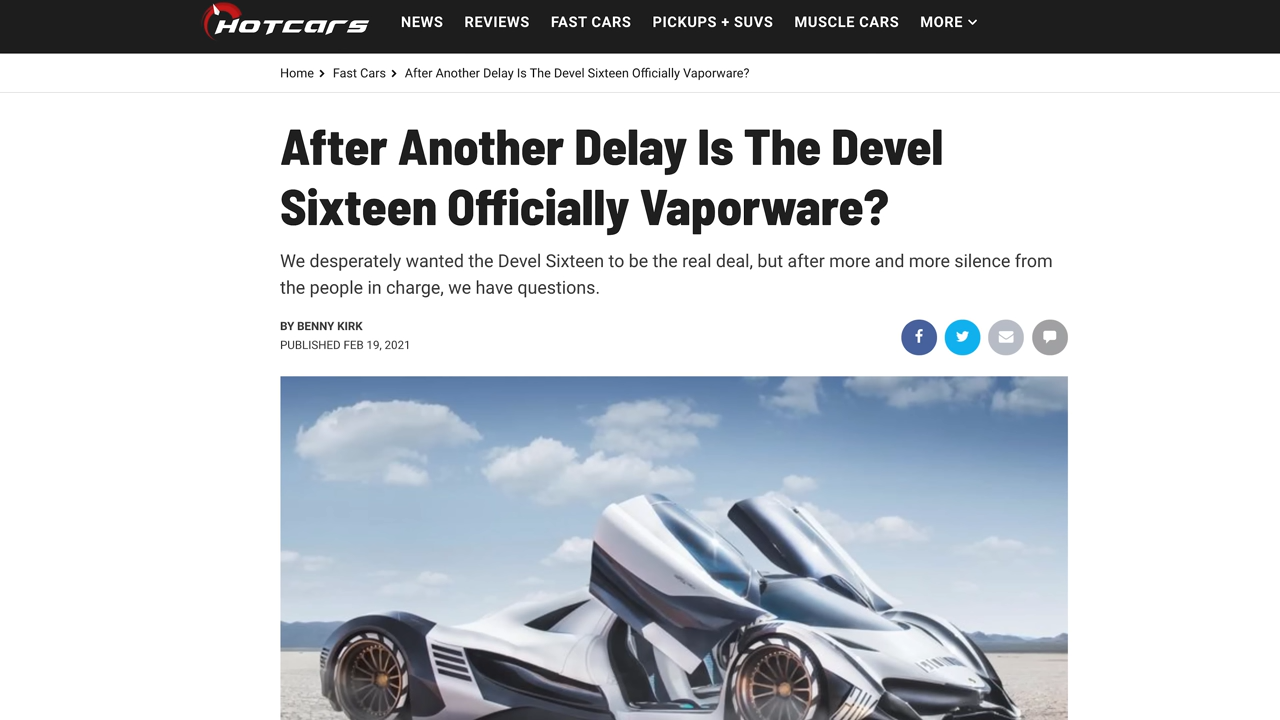 HOTCARS NEWS REVIEWS FAST CARS PICKUPS + SUVS MUSCLE CARS MORE
Home > Fast Cars > After Another Delay Is The Devel Sixteen Officially Vaporware?
After Another Delay Is The Devel
Sixteen Officially Vaporware?
We desperately wanted the Devel Sixteen to be the real deal, but after more and more silence from
the people in charge, we have questions.
BY BENNY KIRK
PUBLISHED FEB 19, 2021